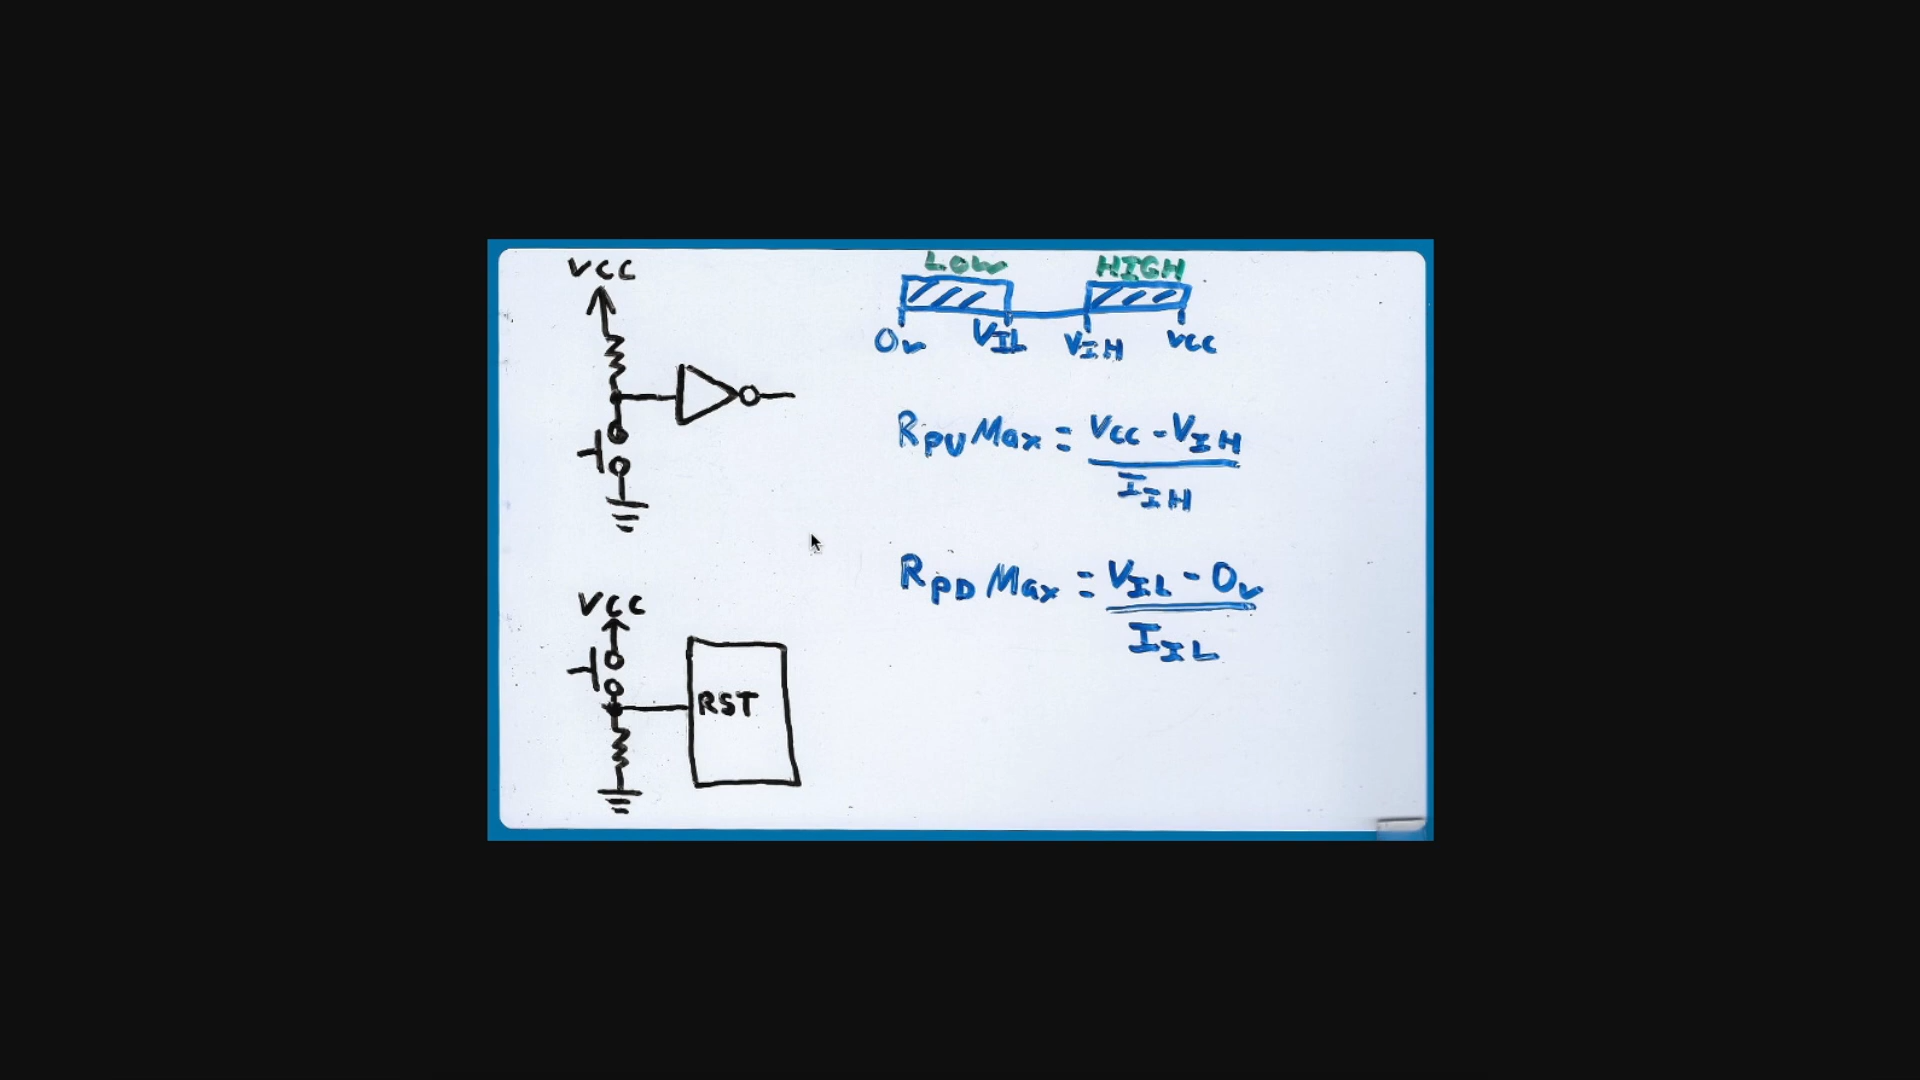 VCC
LOW HIGH
0v VIL VIH VCC
RPU Max = VCC - VIH
IIH
RPD Max = VIL - 0v
IIL
VCC
RST